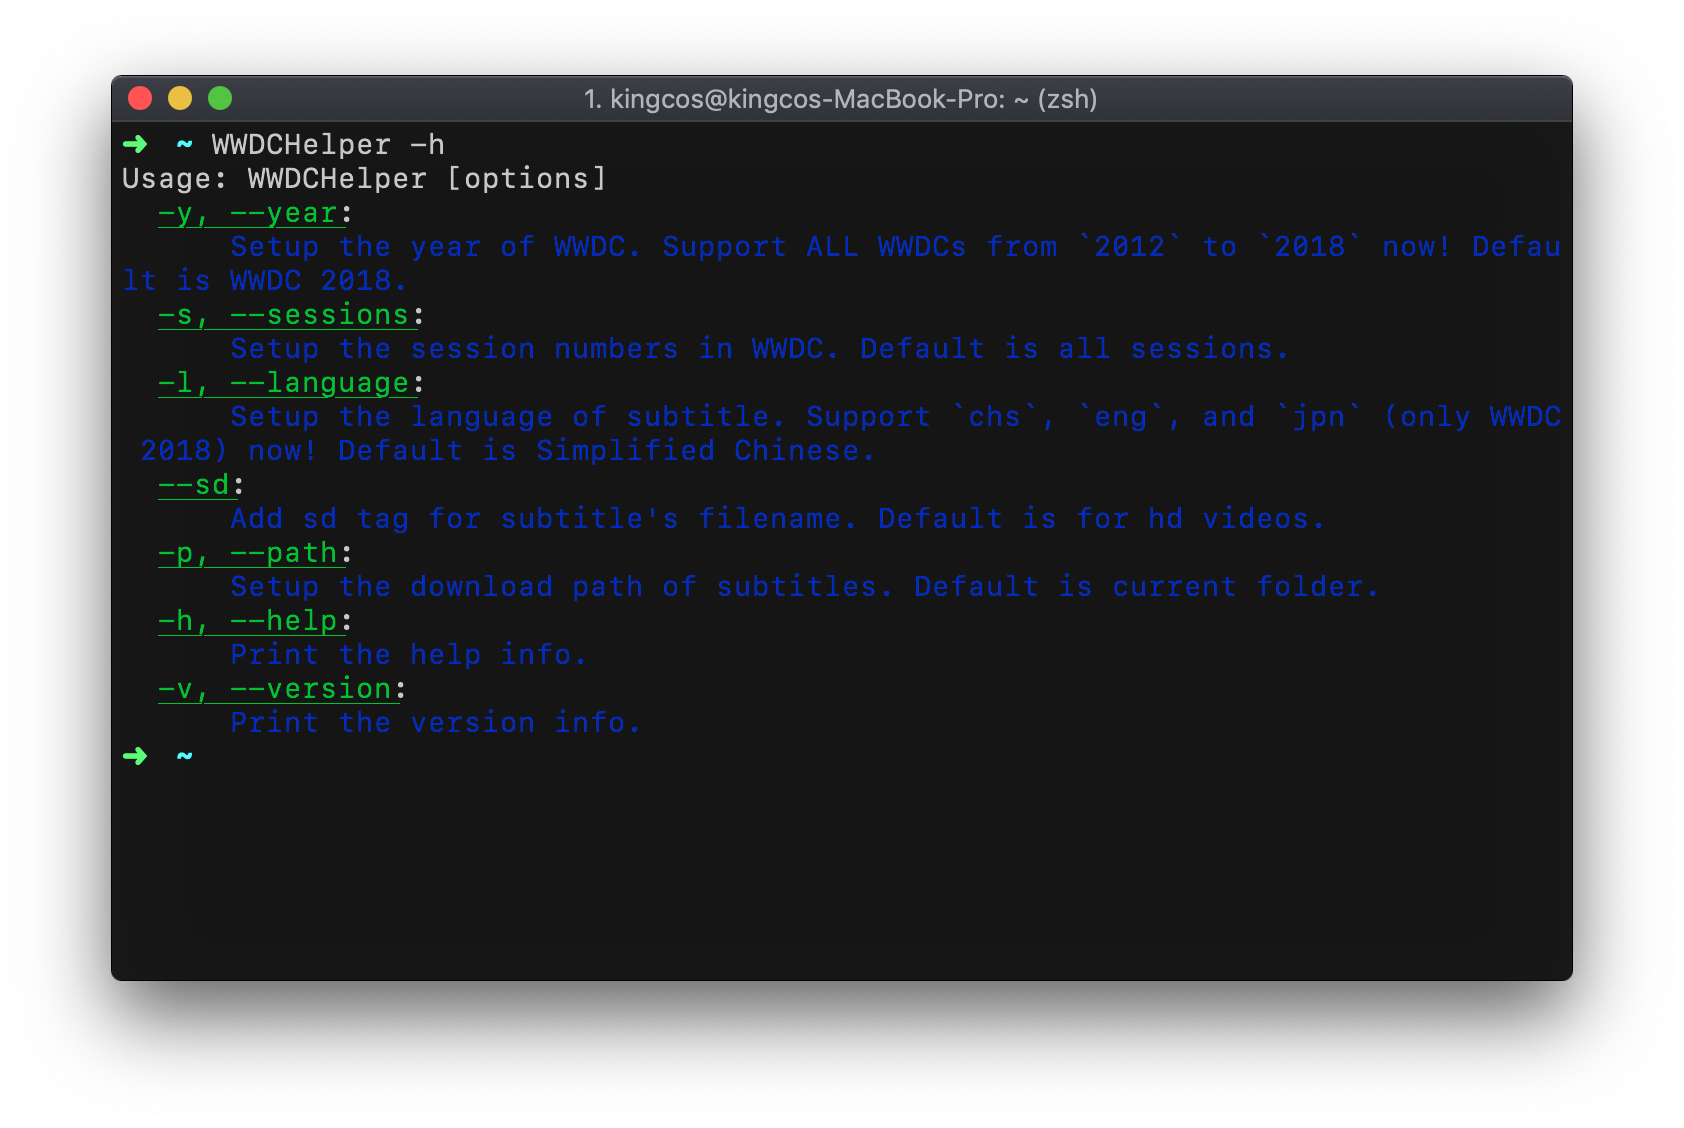 1. kingcos@kingcos-MacBook-Pro: ~ (zsh)
➜  ~ WWDCHelper -h
Usage: WWDCHelper [options]
  -y, --year:
      Setup the year of WWDC. Support ALL WWDCs from `2012` to `2018` now! Defau
lt is WWDC 2018.
  -s, --sessions:
      Setup the session numbers in WWDC. Default is all sessions.
  -l, --language:
      Setup the language of subtitle. Support `chs`, `eng`, and `jpn` (only WWDC
 2018) now! Default is Simplified Chinese.
  --sd:
      Add sd tag for subtitle's filename. Default is for hd videos.
  -p, --path:
      Setup the download path of subtitles. Default is current folder.
  -h, --help:
      Print the help info.
  -v, --version:
      Print the version info.
➜  ~